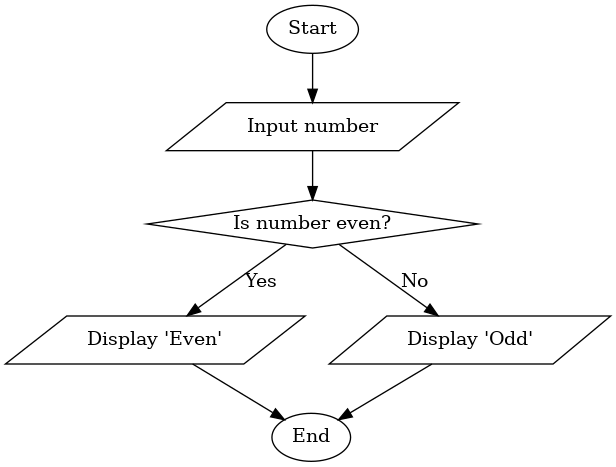 Start
Input number
Is number even?
Yes
No
Display 'Even'
Display 'Odd'
End